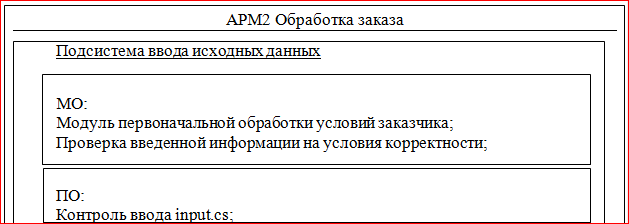 АРМ2 Обработка заказа
Подсистема ввода исходных данных
МО:
Модуль первоначальной обработки условий заказчика;
Проверка введенной информации на условия корректности;
ПО:
Контроль ввода input.cs;